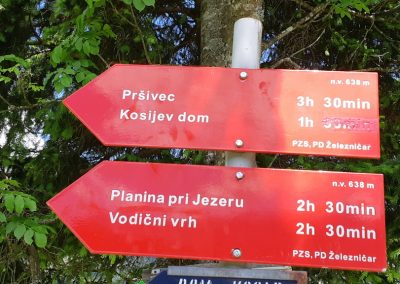 n.v. 638 m
Pršivec 3h 30min
Kosijev dom 1h
PZS, PD Železničar
n.v. 638 m
Planina pri Jezeru 2h 30min
Vodični vrh 2h 30min
PZS, PD Železničar